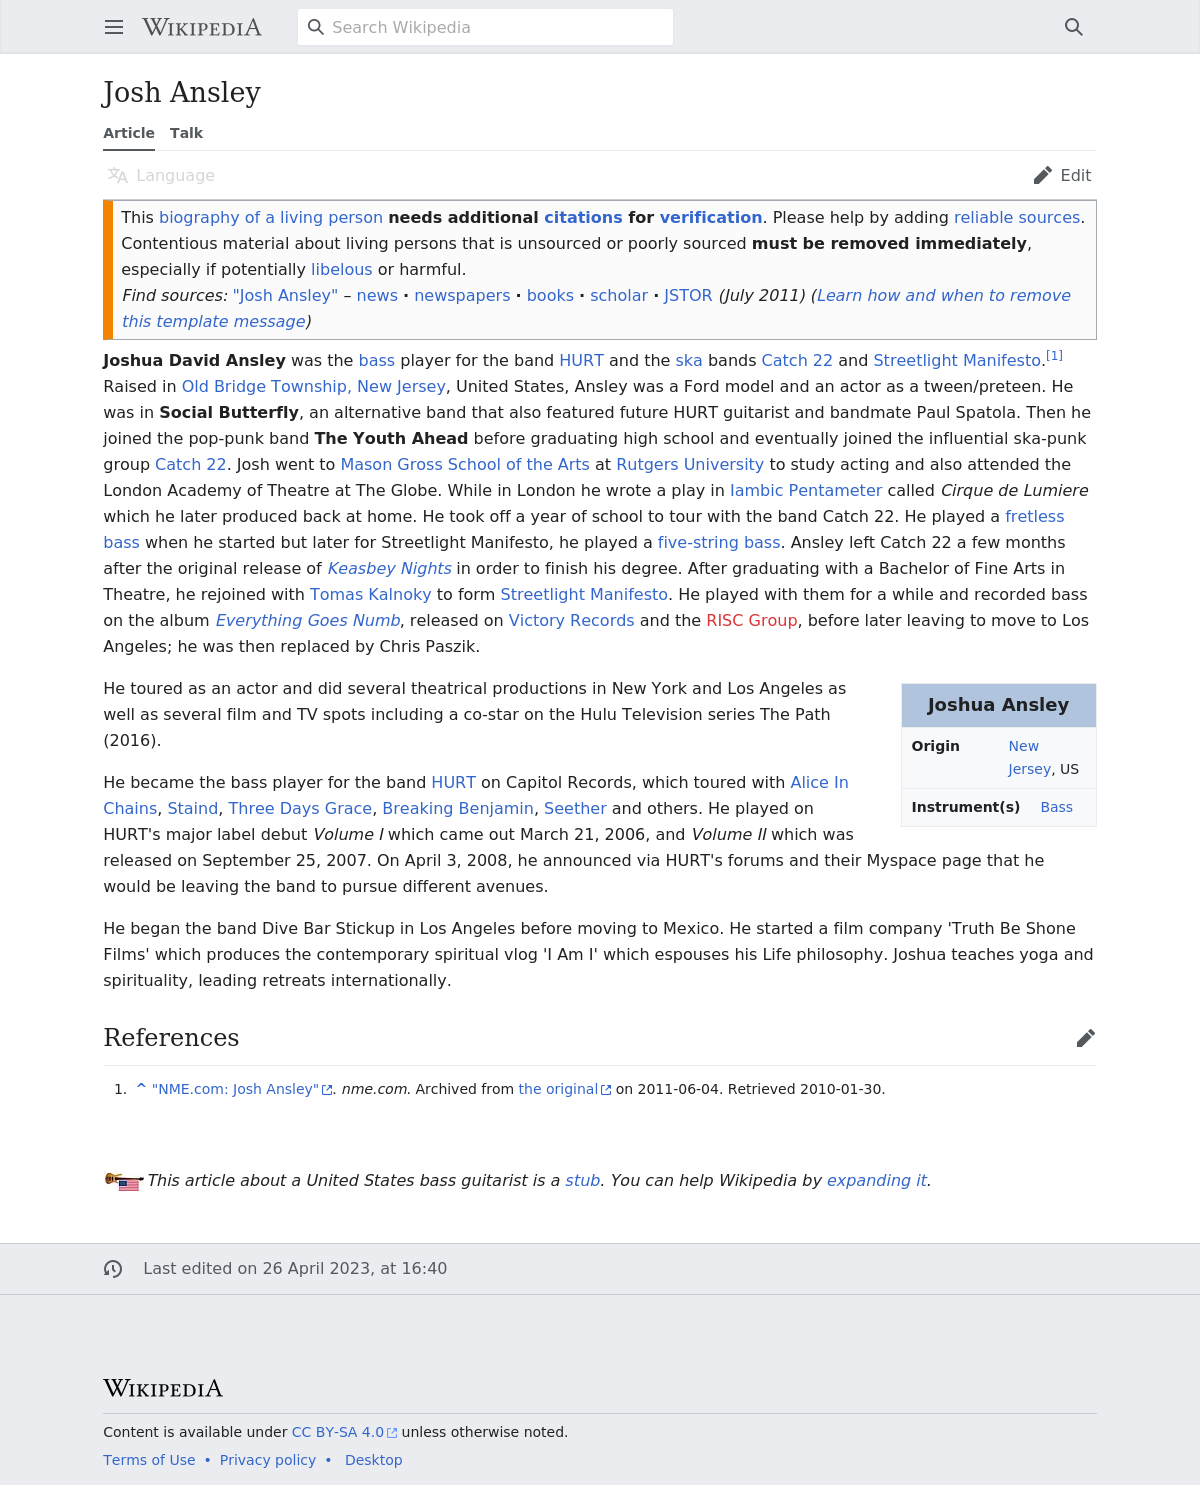 WIKIPEDIA
Search Wikipedia
Josh Ansley
Article Talk
Language
Edit
This biography of a living person needs additional citations for verification. Please help by adding reliable sources.
Contentious material about living persons that is unsourced or poorly sourced must be removed immediately,
especially if potentially libelous or harmful.
Find sources: "Josh Ansley" – news · newspapers · books · scholar · JSTOR (July 2011) (Learn how and when to remove
this template message)
Joshua David Ansley was the bass player for the band HURT and the ska bands Catch 22 and Streetlight Manifesto.[1]
Raised in Old Bridge Township, New Jersey, United States, Ansley was a Ford model and an actor as a tween/preteen. He
was in Social Butterfly, an alternative band that also featured future HURT guitarist and bandmate Paul Spatola. Then he
joined the pop-punk band The Youth Ahead before graduating high school and eventually joined the influential ska-punk
group Catch 22. Josh went to Mason Gross School of the Arts at Rutgers University to study acting and also attended the
London Academy of Theatre at The Globe. While in London he wrote a play in Iambic Pentameter called Cirque de Lumiere
which he later produced back at home. He took off a year of school to tour with the band Catch 22. He played a fretless
bass when he started but later for Streetlight Manifesto, he played a five-string bass. Ansley left Catch 22 a few months
after the original release of Keasbey Nights in order to finish his degree. After graduating with a Bachelor of Fine Arts in
Theatre, he rejoined with Tomas Kalnoky to form Streetlight Manifesto. He played with them for a while and recorded bass
on the album Everything Goes Numb, released on Victory Records and the RISC Group, before later leaving to move to Los
Angeles; he was then replaced by Chris Paszik.
He toured as an actor and did several theatrical productions in New York and Los Angeles as
well as several film and TV spots including a co-star on the Hulu Television series The Path
(2016).
Joshua Ansley
Origin New
Jersey, US
Instrument(s) Bass
He became the bass player for the band HURT on Capitol Records, which toured with Alice In
Chains, Staind, Three Days Grace, Breaking Benjamin, Seether and others. He played on
HURT's major label debut Volume I which came out March 21, 2006, and Volume II which was
released on September 25, 2007. On April 3, 2008, he announced via HURT's forums and their Myspace page that he
would be leaving the band to pursue different avenues.
He began the band Dive Bar Stickup in Los Angeles before moving to Mexico. He started a film company 'Truth Be Shone
Films' which produces the contemporary spiritual vlog 'I Am I' which espouses his Life philosophy. Joshua teaches yoga and
spirituality, leading retreats internationally.
References
1. ^ "NME.com: Josh Ansley". nme.com. Archived from the original on 2011-06-04. Retrieved 2010-01-30.
This article about a United States bass guitarist is a stub. You can help Wikipedia by expanding it.
Last edited on 26 April 2023, at 16:40
WIKIPEDIA
Content is available under CC BY-SA 4.0 unless otherwise noted.
Terms of Use • Privacy policy • Desktop